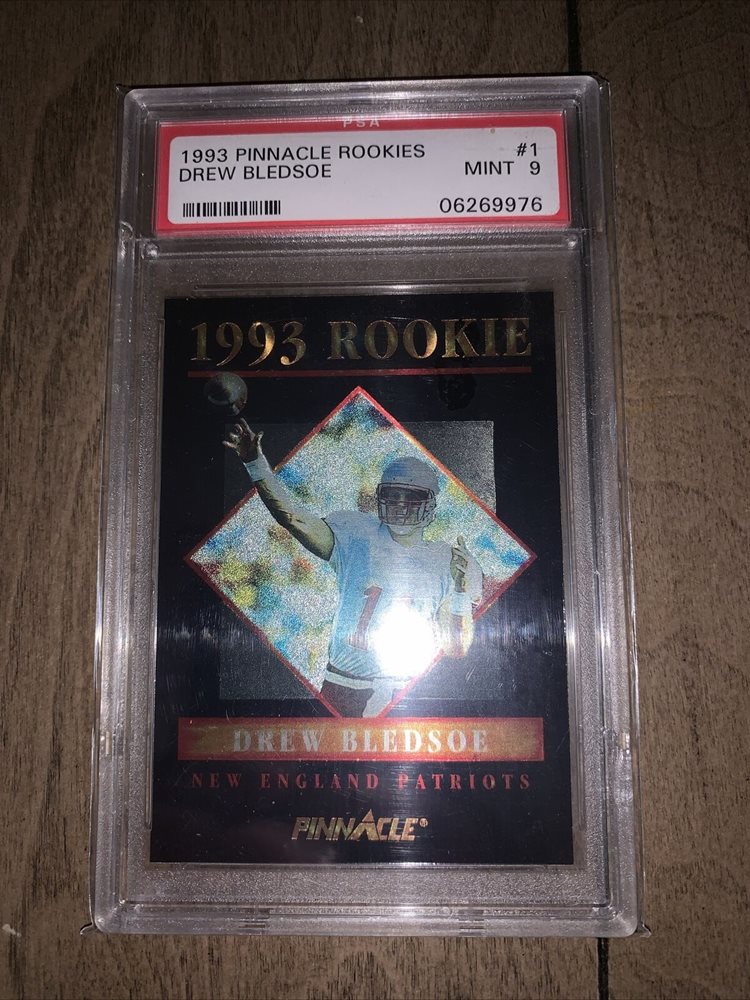 PSA
1993 PINNACLE ROOKIES #1
DREW BLEDSOE MINT 9
06269976
1993 ROOKIE
DREW BLEDSOE
NEW ENGLAND PATRIOTS
PINNACLE®